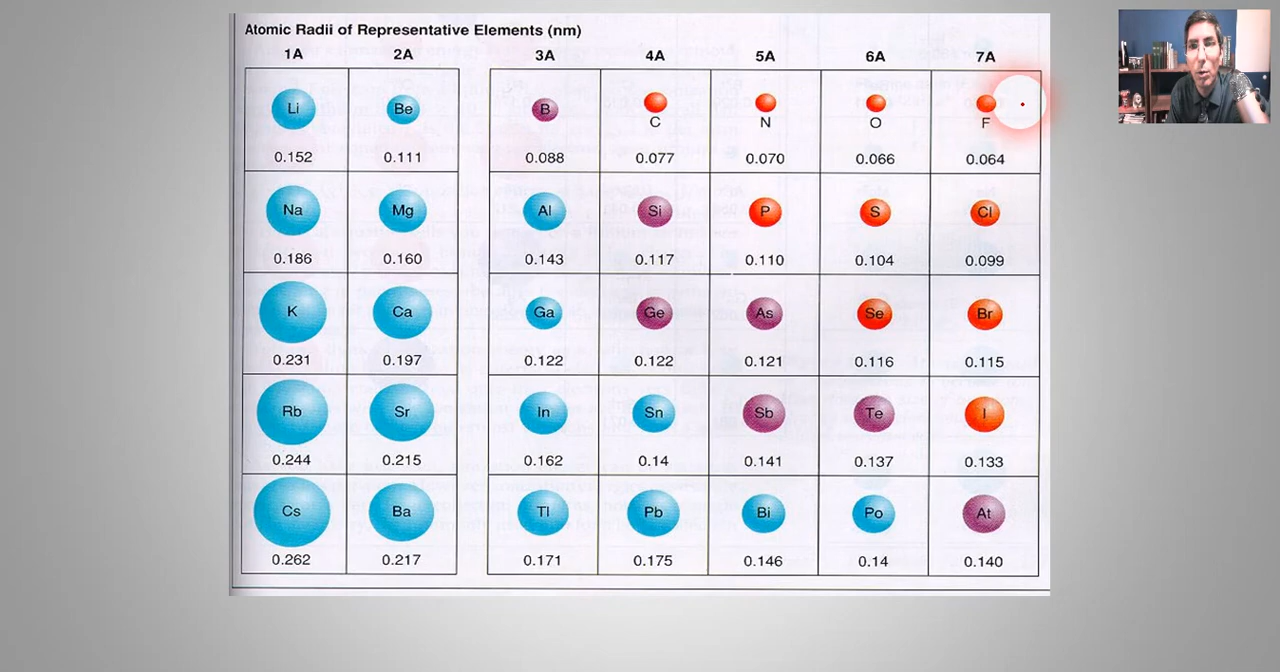 Atomic Radii of Representative Elements (nm)
1A 2A 3A 4A 5A 6A 7A
Li Be B C N O F
0.152 0.111 0.088 0.077 0.070 0.066 0.064
Na Mg Al Si P S Cl
0.186 0.160 0.143 0.117 0.110 0.104 0.099
K Ca Ga Ge As Se Br
0.231 0.197 0.122 0.122 0.121 0.116 0.115
Rb Sr In Sn Sb Te I
0.244 0.215 0.162 0.14 0.141 0.137 0.133
Cs Ba Tl Pb Bi Po At
0.262 0.217 0.171 0.175 0.146 0.14 0.140